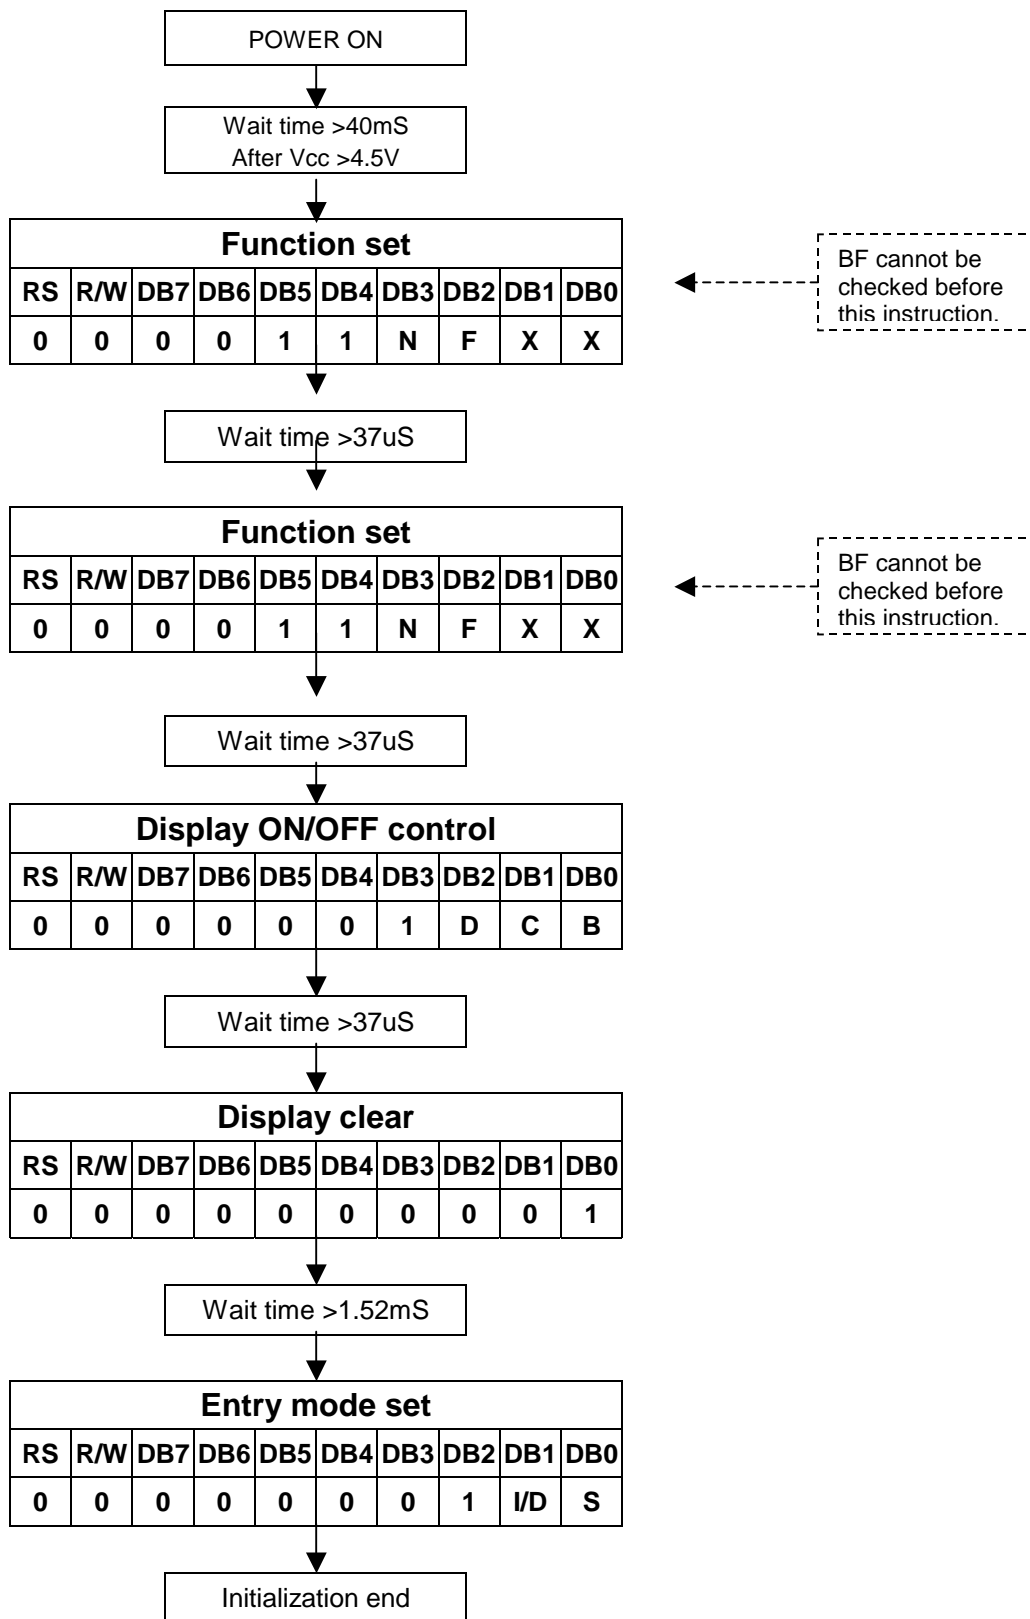 POWER ON
Wait time >40mS
After Vcc >4.5V
Function set
RS R/W DB7 DB6 DB5 DB4 DB3 DB2 DB1 DB0
0 0 0 0 1 1 N F X X
BF cannot be
checked before
this instruction.
Wait time >37uS
Function set
RS R/W DB7 DB6 DB5 DB4 DB3 DB2 DB1 DB0
0 0 0 0 1 1 N F X X
BF cannot be
checked before
this instruction.
Wait time >37uS
Display ON/OFF control
RS R/W DB7 DB6 DB5 DB4 DB3 DB2 DB1 DB0
0 0 0 0 0 0 1 D C B
Wait time >37uS
Display clear
RS R/W DB7 DB6 DB5 DB4 DB3 DB2 DB1 DB0
0 0 0 0 0 0 0 0 0 1
Wait time >1.52mS
Entry mode set
RS R/W DB7 DB6 DB5 DB4 DB3 DB2 DB1 DB0
0 0 0 0 0 0 0 1 I/D S
Initialization end